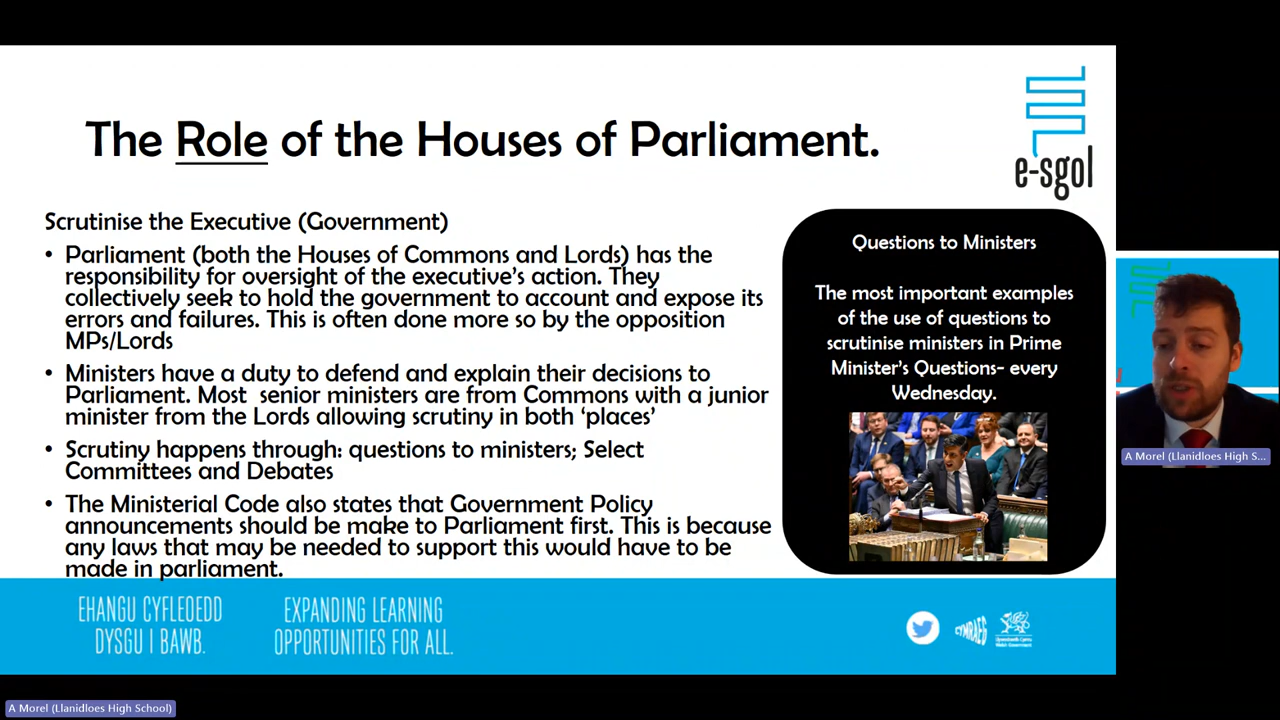 The Role of the Houses of Parliament.
e-sgol
Scrutinise the Executive (Government)
• Parliament (both the Houses of Commons and Lords) has the
responsibility for oversight of the executive's action. They
collectively seek to hold the government to account and expose its
errors and failures. This is often done more so by the opposition
MPs/Lords
• Ministers have a duty to defend and explain their decisions to
Parliament. Most senior ministers are from Commons with a junior
minister from the Lords allowing scrutiny in both 'places'
• Scrutiny happens through: questions to ministers; Select
Committees and Debates
• The Ministerial Code also states that Government Policy
announcements should be make to Parliament first. This is because
any laws that may be needed to support this would have to be
made in parliament.
Questions to Ministers
The most important examples
of the use of questions to
scrutinise ministers in Prime
Minister's Questions- every
Wednesday.
EHANGU CYFLEOEDD
DYSGU I BAWB.
EXPANDING LEARNING
OPPORTUNITIES FOR ALL.
CYMRAEG
Llywodraeth Cymru
Welsh Government
A Morel (Llanidloes High S...
A Morel (Llanidloes High School)